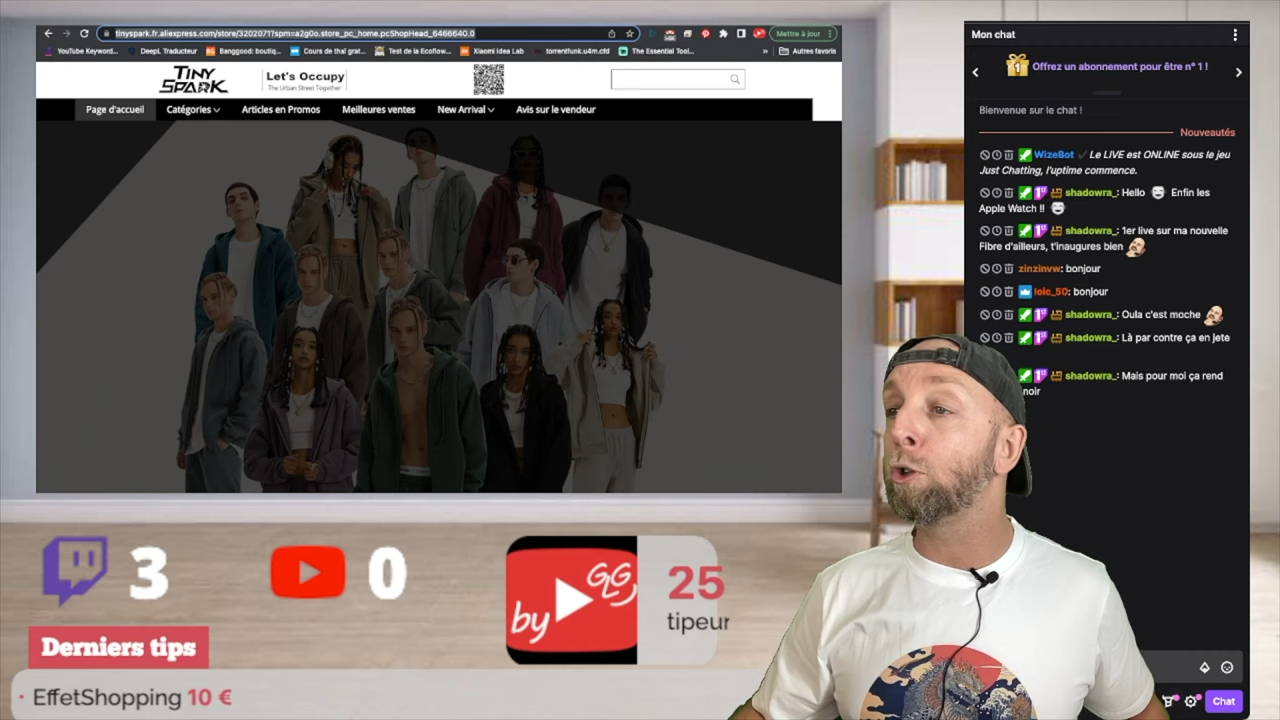 tinyspark.fr.aliexpress.com/store/3202071?spm=a2g0o.store_pc_home.pcShopHead_6466640.0
Mettre à jour
YouTube Keyword...
DeepL Traducteur
Banggood: boutiq...
Cours de thaï grat...
Test de la Ecoflow...
Xiaomi Idea Lab
torrentfunk.u4m.cfd
The Essential Tool...
»
Autres favoris
TINY SPARK
Let's Occupy
The Urban Street Together
Page d'accueil
Catégories
Articles en Promos
Meilleures ventes
New Arrival
Avis sur le vendeur
Mon chat
1
Offrez un abonnement pour être n° 1 !
Bienvenue sur le chat !
Nouveautés
WizeBot ✓ Le LIVE est ONLINE sous le jeu
Just Chatting, l'uptime commence.
shadowra_: Hello Enfin les
Apple Watch !!
shadowra_: 1er live sur ma nouvelle
Fibre d'ailleurs, t'inaugures bien
zinzinvw: bonjour
loic_50: bonjour
shadowra_: Oula c'est moche
shadowra_: Là par contre ça en jete
shadowra_: Mais pour moi ça rend
noir
Chat
3
0
by GLG
25
tipeur
Derniers tips
· EffetShopping 10 €